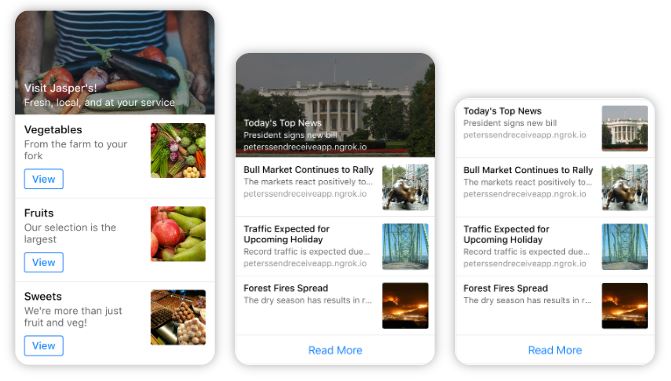 Visit Jasper's!
Fresh, local, and at your service
Vegetables
From the farm to your
fork
View
Fruits
Our selection is the
largest
View
Sweets
We're more than just
fruit and veg!
View
Today's Top News
President signs new bill
peterssendreceiveapp.ngrok.io
Bull Market Continues to Rally
The markets react positively to...
peterssendreceiveapp.ngrok.io
Traffic Expected for
Upcoming Holiday
Record traffic is expected due...
peterssendreceiveapp.ngrok.io
Forest Fires Spread
The dry season has results in r...
Read More
Today's Top News
President signs new bill
peterssendreceiveapp.ngrok.io
Bull Market Continues to Rally
The markets react positively to...
peterssendreceiveapp.ngrok.io
Traffic Expected for
Upcoming Holiday
Record traffic is expected due...
peterssendreceiveapp.ngrok.io
Forest Fires Spread
The dry season has results in r...
Read More